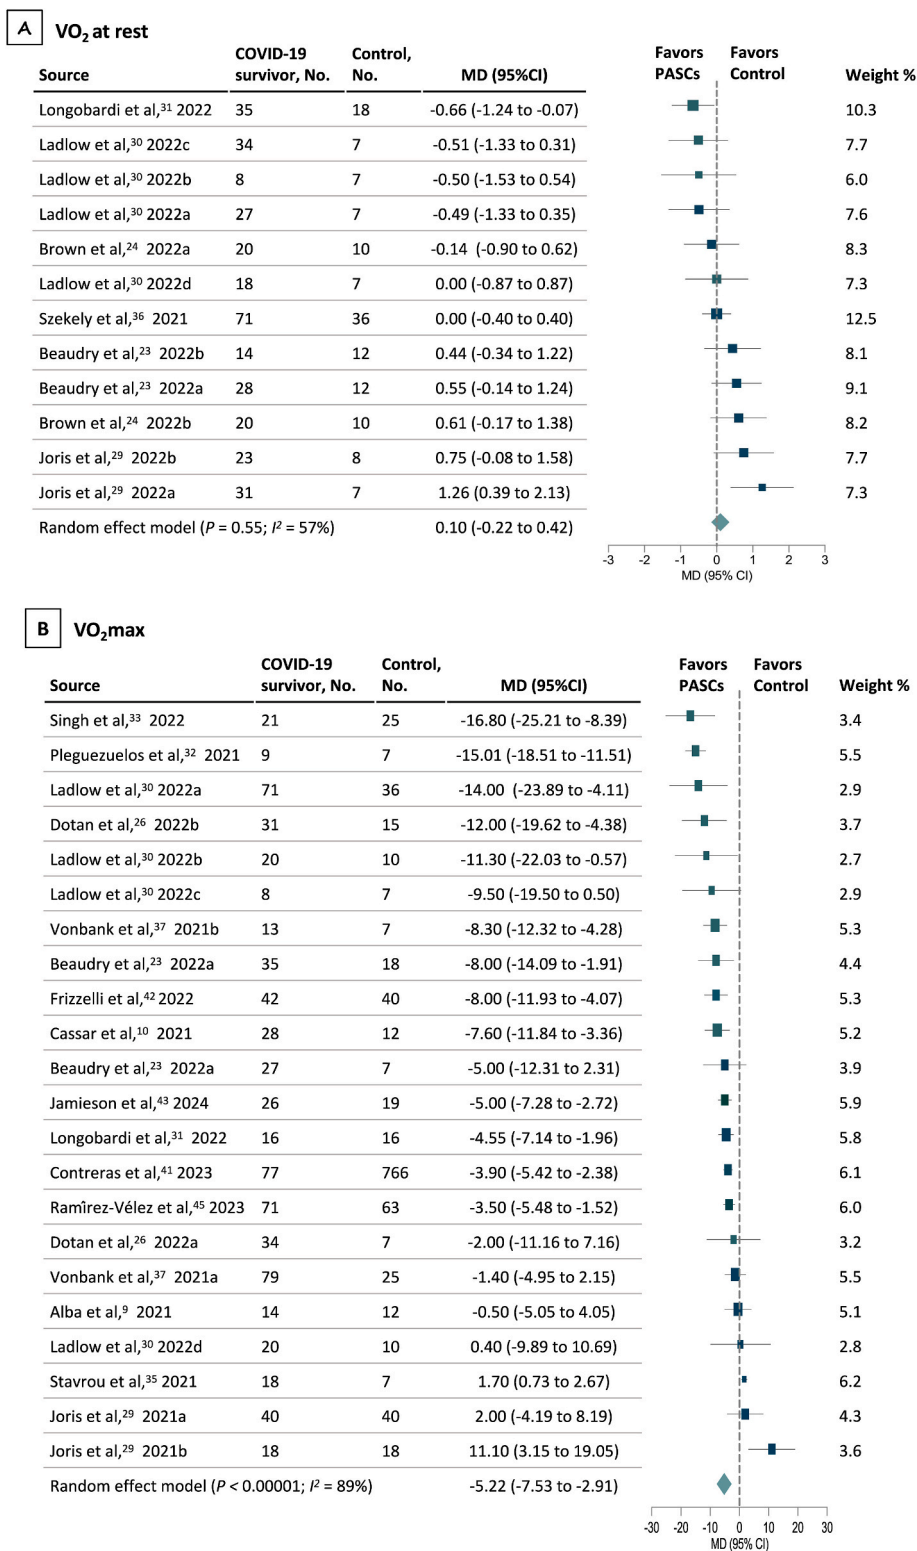 A VO₂ at rest
COVID-19 Control, Favors Favors
Source survivor, No. No. MD (95%CI) PASCs Control Weight %
Longobardi et al,³¹ 2022 35 18 -0.66 (-1.24 to -0.07) 10.3
Ladlow et al,³⁰ 2022c 34 7 -0.51 (-1.33 to 0.31) 7.7
Ladlow et al,³⁰ 2022b 8 7 -0.50 (-1.53 to 0.54) 6.0
Ladlow et al,³⁰ 2022a 27 7 -0.49 (-1.33 to 0.35) 7.6
Brown et al,²⁴ 2022a 20 10 -0.14 (-0.90 to 0.62) 8.3
Ladlow et al,³⁰ 2022d 18 7 0.00 (-0.87 to 0.87) 7.3
Szekely et al,³⁶ 2021 71 36 0.00 (-0.40 to 0.40) 12.5
Beaudry et al,²³ 2022b 14 12 0.44 (-0.34 to 1.22) 8.1
Beaudry et al,²³ 2022a 28 12 0.55 (-0.14 to 1.24) 9.1
Brown et al,²⁴ 2022b 20 10 0.61 (-0.17 to 1.38) 8.2
Joris et al,²⁹ 2022b 23 8 0.75 (-0.08 to 1.58) 7.7
Joris et al,²⁹ 2022a 31 7 1.26 (0.39 to 2.13) 7.3
Random effect model (P = 0.55; I² = 57%) 0.10 (-0.22 to 0.42)
-3 -2 -1 0 1 2 3
MD (95% CI)
B VO₂max
COVID-19 Control, Favors Favors
Source survivor, No. No. MD (95%CI) PASCs Control Weight %
Singh et al,³³ 2022 21 25 -16.80 (-25.21 to -8.39) 3.4
Pleguezuelos et al,³² 2021 9 7 -15.01 (-18.51 to -11.51) 5.5
Ladlow et al,³⁰ 2022a 71 36 -14.00 (-23.89 to -4.11) 2.9
Dotan et al,²⁶ 2022b 31 15 -12.00 (-19.62 to -4.38) 3.7
Ladlow et al,³⁰ 2022b 20 10 -11.30 (-22.03 to -0.57) 2.7
Ladlow et al,³⁰ 2022c 8 7 -9.50 (-19.50 to 0.50) 2.9
Vonbank et al,³⁷ 2021b 13 7 -8.30 (-12.32 to -4.28) 5.3
Beaudry et al,²³ 2022a 35 18 -8.00 (-14.09 to -1.91) 4.4
Frizzelli et al,⁴² 2022 42 40 -8.00 (-11.93 to -4.07) 5.3
Cassar et al,¹⁰ 2021 28 12 -7.60 (-11.84 to -3.36) 5.2
Beaudry et al,²³ 2022a 27 7 -5.00 (-12.31 to 2.31) 3.9
Jamieson et al,⁴³ 2024 26 19 -5.00 (-7.28 to -2.72) 5.9
Longobardi et al,³¹ 2022 16 16 -4.55 (-7.14 to -1.96) 5.8
Contreras et al,⁴¹ 2023 77 766 -3.90 (-5.42 to -2.38) 6.1
Ramîrez-Vélez et al,⁴⁵ 2023 71 63 -3.50 (-5.48 to -1.52) 6.0
Dotan et al,²⁶ 2022a 34 7 -2.00 (-11.16 to 7.16) 3.2
Vonbank et al,³⁷ 2021a 79 25 -1.40 (-4.95 to 2.15) 5.5
Alba et al,⁹ 2021 14 12 -0.50 (-5.05 to 4.05) 5.1
Ladlow et al,³⁰ 2022d 20 10 0.40 (-9.89 to 10.69) 2.8
Stavrou et al,³⁵ 2021 18 7 1.70 (0.73 to 2.67) 6.2
Joris et al,²⁹ 2021a 40 40 2.00 (-4.19 to 8.19) 4.3
Joris et al,²⁹ 2021b 18 18 11.10 (3.15 to 19.05) 3.6
Random effect model (P < 0.00001; I² = 89%) -5.22 (-7.53 to -2.91)
-30 -20 -10 0 10 20 30
MD (95% CI)